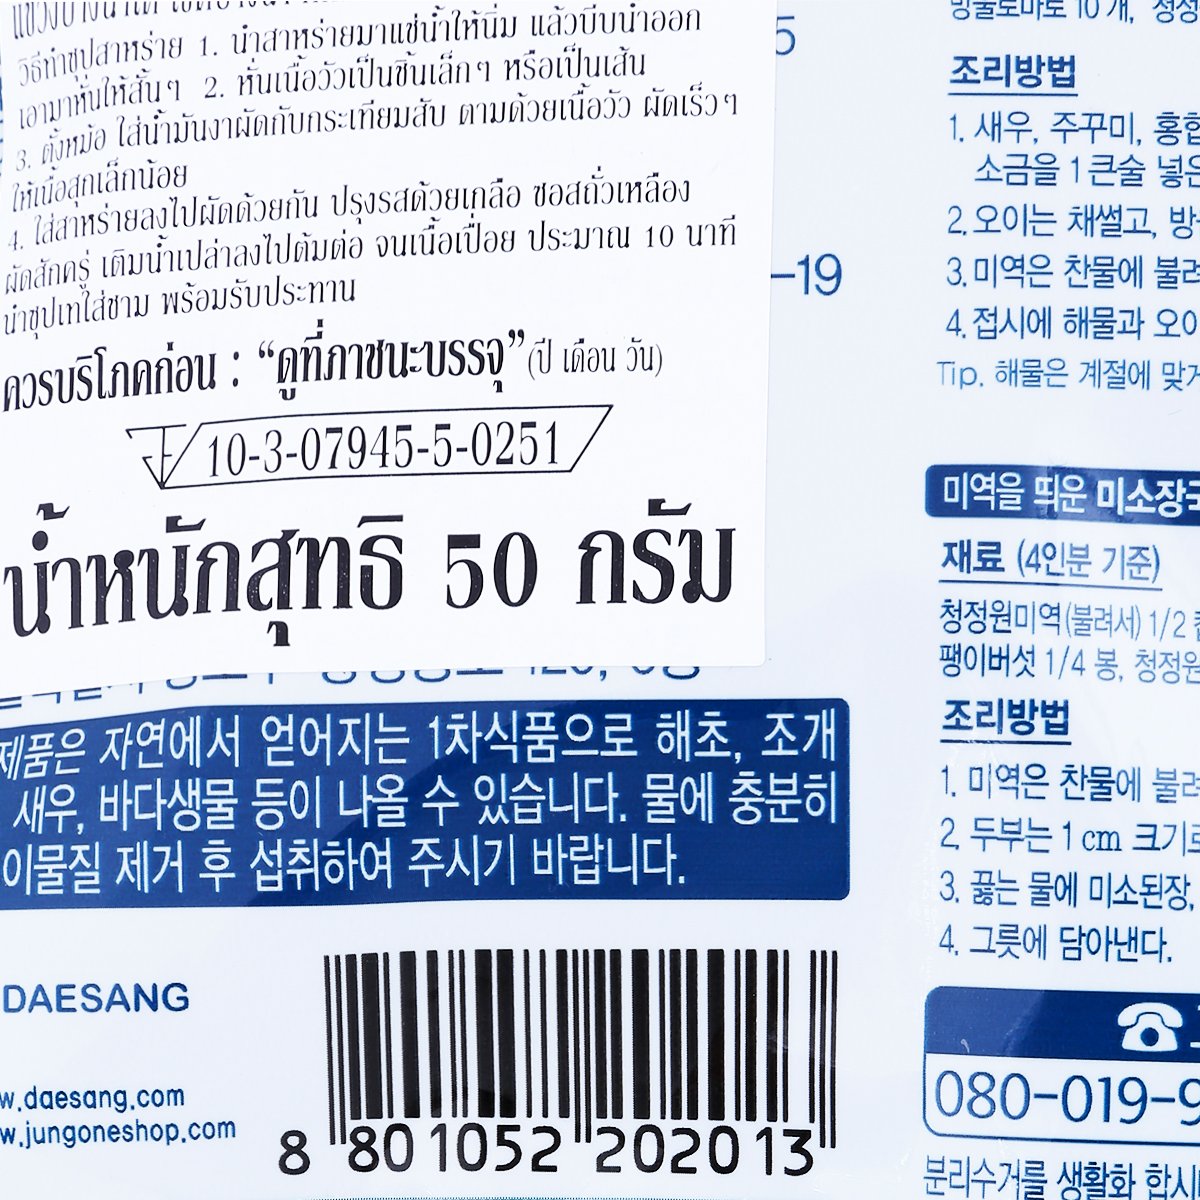 วิธีทำซุปสาหร่าย 1. นำสาหร่ายมาแช่น้ำให้นิ่ม แล้วบีบน้ำออก
เอามาหั่นให้สั้นๆ 2. หั่นเนื้อวัวเป็นชิ้นเล็กๆ หรือเป็นเส้น
3. ตั้งหม้อ ใส่น้ำมันงาผัดกับกระเทียมสับ ตามด้วยเนื้อวัว ผัดเร็วๆ
ให้เนื้อสุกเล็กน้อย
4. ใส่สาหร่ายลงไปผัดด้วยกัน ปรุงรสด้วยเกลือ ซอสถั่วเหลือง
ผัดสักครู่ เติมน้ำเปล่าลงไปต้มต่อ จนเนื้อเปื่อย ประมาณ 10 นาที
นำซุปเทใส่ชาม พร้อมรับประทาน
ควรบริโภคก่อน : “ดูที่ภาชนะบรรจุ” (ปี เดือน วัน)
10-3-07945-5-0251
น้ำหนักสุทธิ 50 กรัม
5
-19
제품은 자연에서 얻어지는 1차식품으로 해초, 조개
새우, 바다생물 등이 나올 수 있습니다. 물에 충분히
이물질 제거 후 섭취하여 주시기 바랍니다.
DAESANG
w.daesang.com
w.jungoneshop.com
8 801052 202013
방울토마토 10개,
조리방법
1. 새우, 주꾸미, 홍합
소금을 1큰술 넣은
2. 오이는 채썰고,
3. 미역은 찬물에 불려
4. 접시에 해물과 오이
Tip. 해물은 계절에 맞게
미역을 띄운 미소장국
재료 (4인분 기준)
청정원미역(불려서) 1/2
팽이버섯 1/4 봉, 청정원
조리방법
1. 미역은 찬물에 불려
2. 두부는 1cm 크기로
3. 끓는 물에 미소된장,
4. 그릇에 담아낸다.
080-019-9
분리수거를 생활화 합시